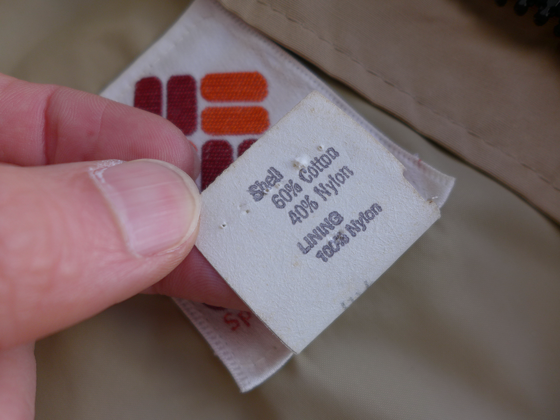 Shell
60% Cotton
40% Nylon
LINING
100% Nylon